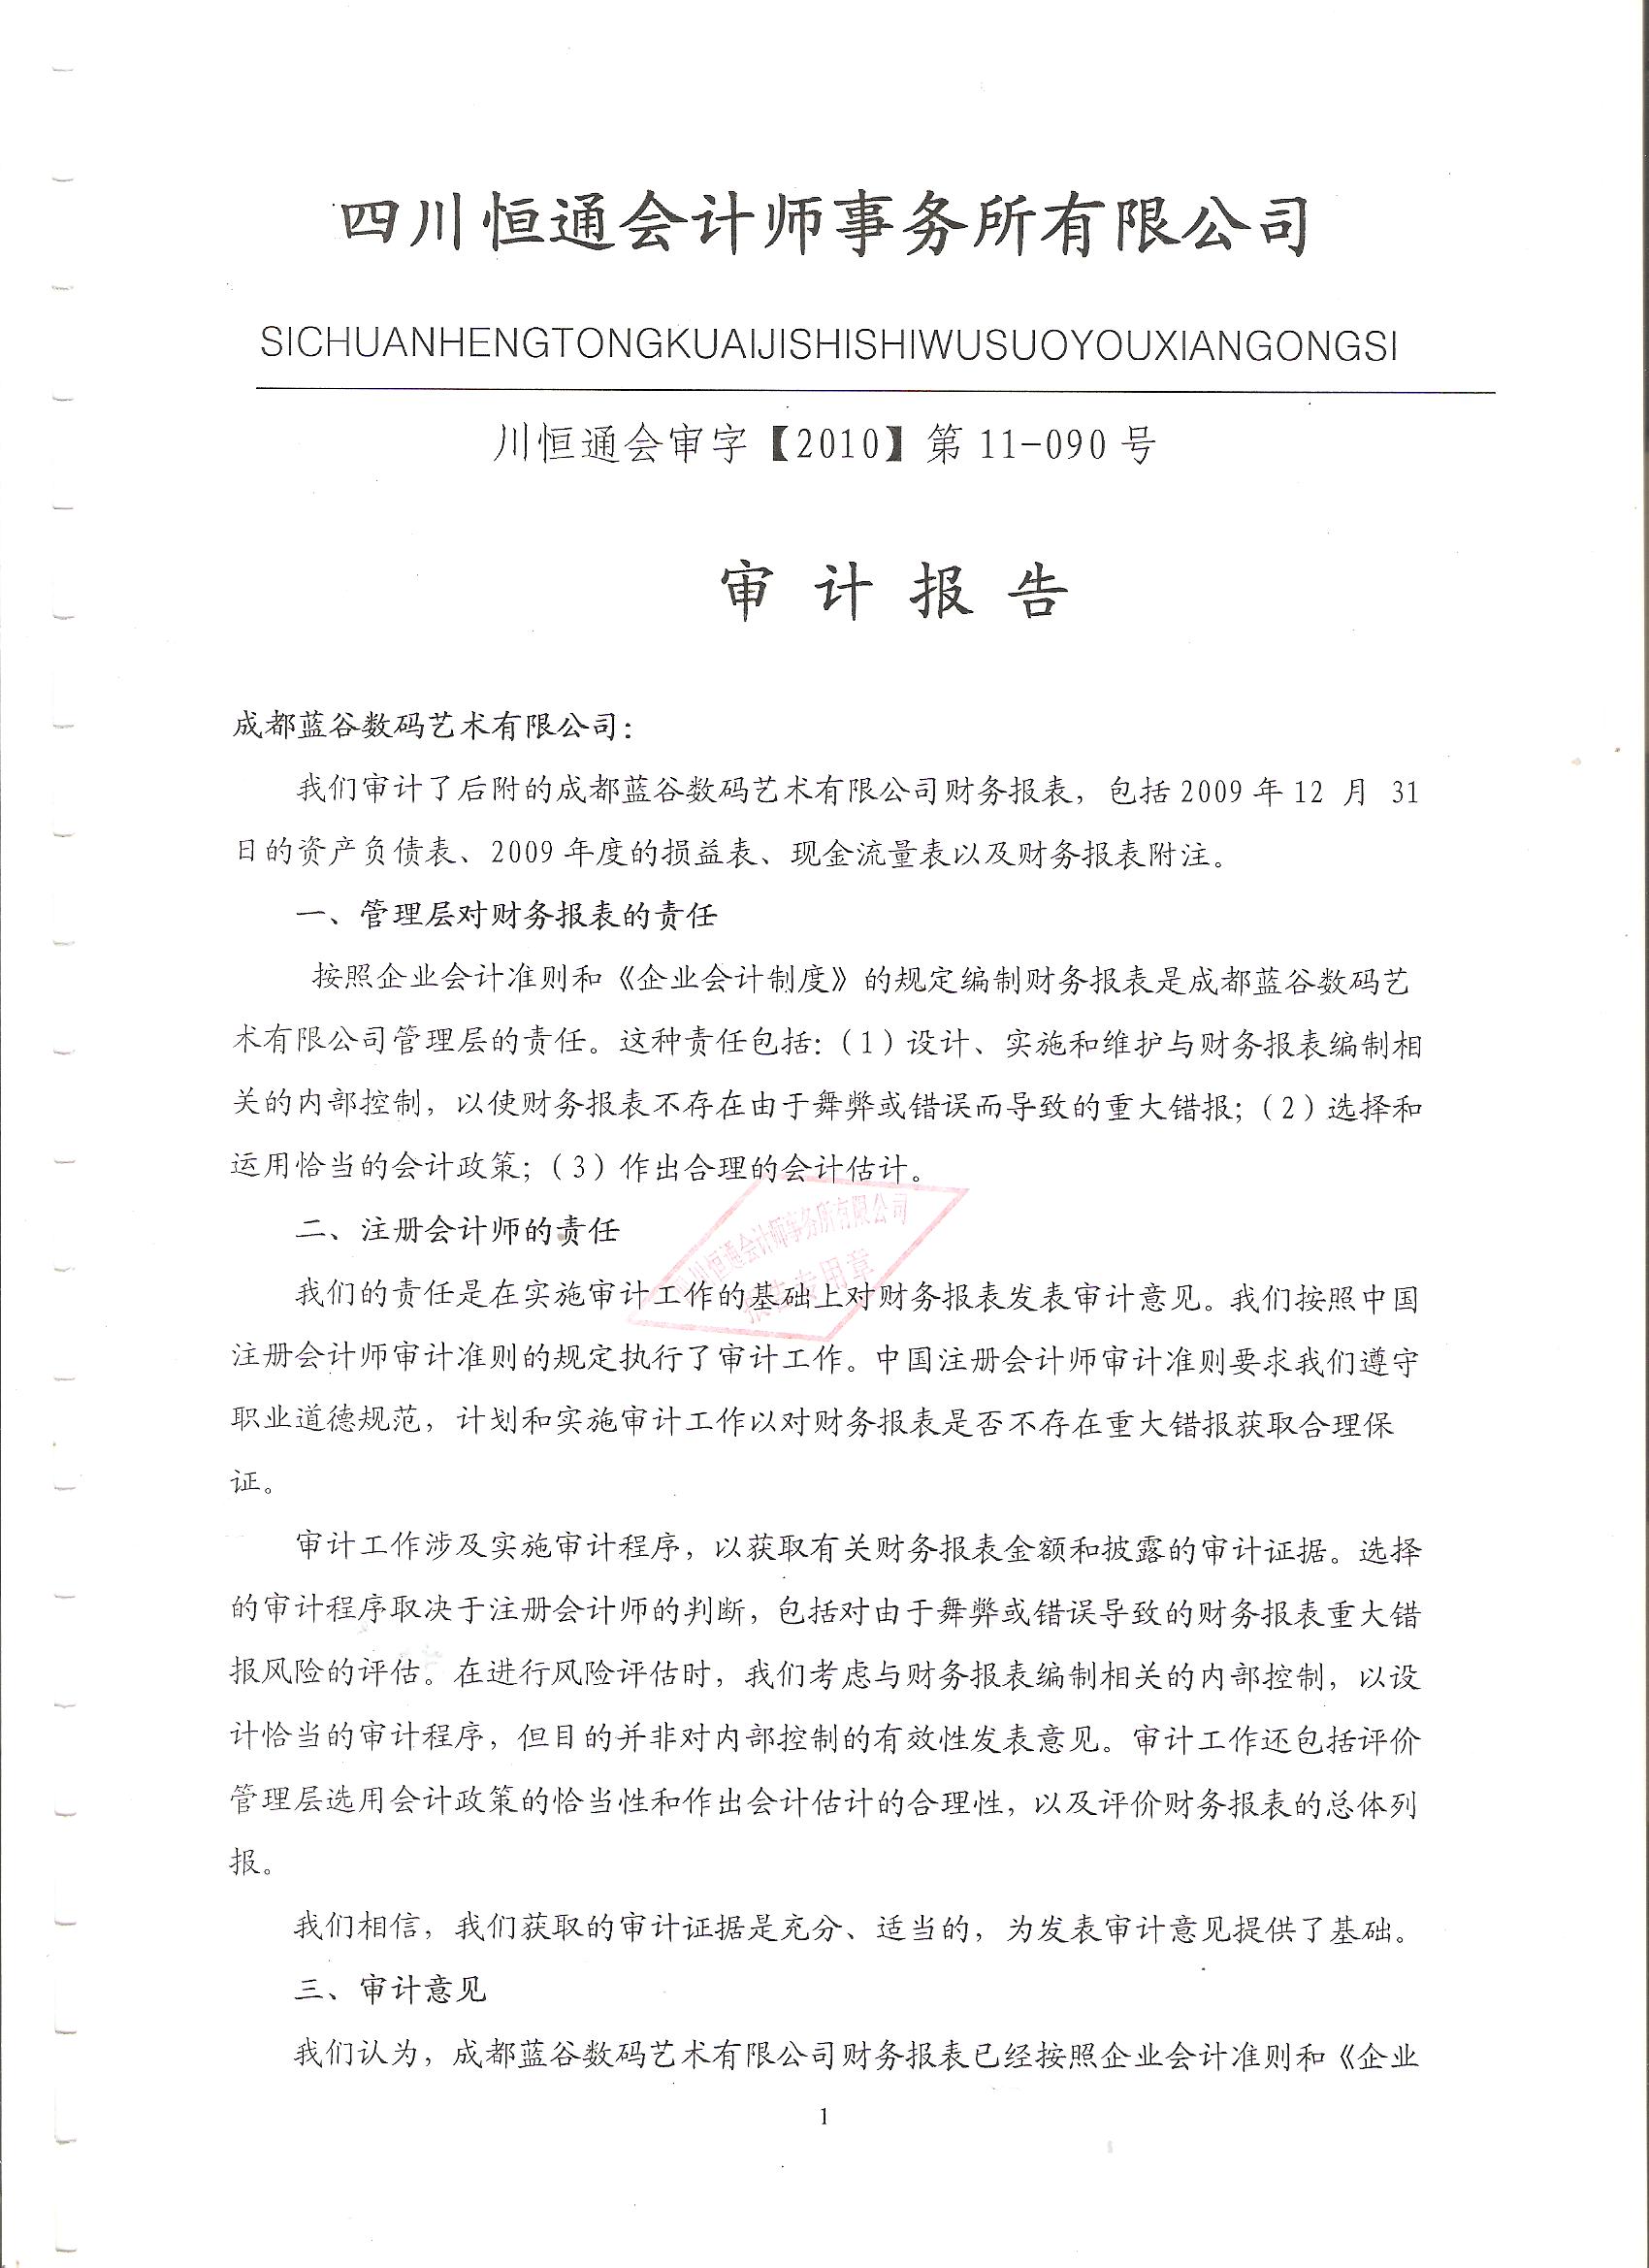 四川恒通会计师事务所有限公司
SICHUANHENGTONGKUAIJISHISHIWUSUOYOUXIANGONGSI
川恒通会审字【2010】第 11-090 号
审计报告
成都蓝谷数码艺术有限公司：
我们审计了后附的成都蓝谷数码艺术有限公司财务报表，包括 2009 年 12 月 31
日的资产负债表、2009 年度的损益表、现金流量表以及财务报表附注。
一、管理层对财务报表的责任
按照企业会计准则和《企业会计制度》的规定编制财务报表是成都蓝谷数码艺
术有限公司管理层的责任。这种责任包括：（1）设计、实施和维护与财务报表编制相
关的内部控制，以使财务报表不存在由于舞弊或错误而导致的重大错报；（2）选择和
运用恰当的会计政策；（3）作出合理的会计估计。
恒通会计师事务所有限公司
专用章
二、注册会计师的责任
我们的责任是在实施审计工作的基础上对财务报表发表审计意见。我们按照中国
注册会计师审计准则的规定执行了审计工作。中国注册会计师审计准则要求我们遵守
职业道德规范，计划和实施审计工作以对财务报表是否不存在重大错报获取合理保
证。
审计工作涉及实施审计程序，以获取有关财务报表金额和披露的审计证据。选择
的审计程序取决于注册会计师的判断，包括对由于舞弊或错误导致的财务报表重大错
报风险的评估。在进行风险评估时，我们考虑与财务报表编制相关的内部控制，以设
计恰当的审计程序，但目的并非对内部控制的有效性发表意见。审计工作还包括评价
管理层选用会计政策的恰当性和作出会计估计的合理性，以及评价财务报表的总体列
报。
我们相信，我们获取的审计证据是充分、适当的，为发表审计意见提供了基础。
三、审计意见
我们认为，成都蓝谷数码艺术有限公司财务报表已经按照企业会计准则和《企业
1